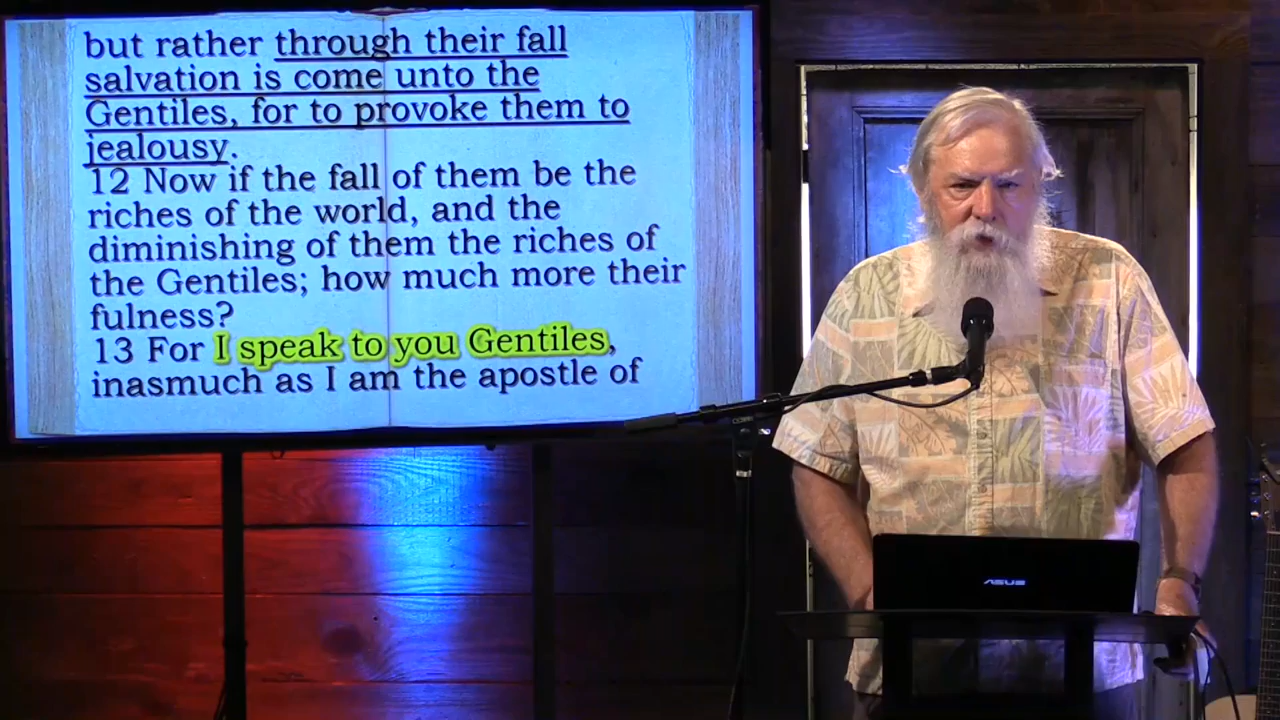 but rather through their fall
salvation is come unto the
Gentiles, for to provoke them to
jealousy.
12 Now if the fall of them be the
riches of the world, and the
diminishing of them the riches of
the Gentiles; how much more their
fulness?
13 For I speak to you Gentiles,
inasmuch as I am the apostle of
ASUS